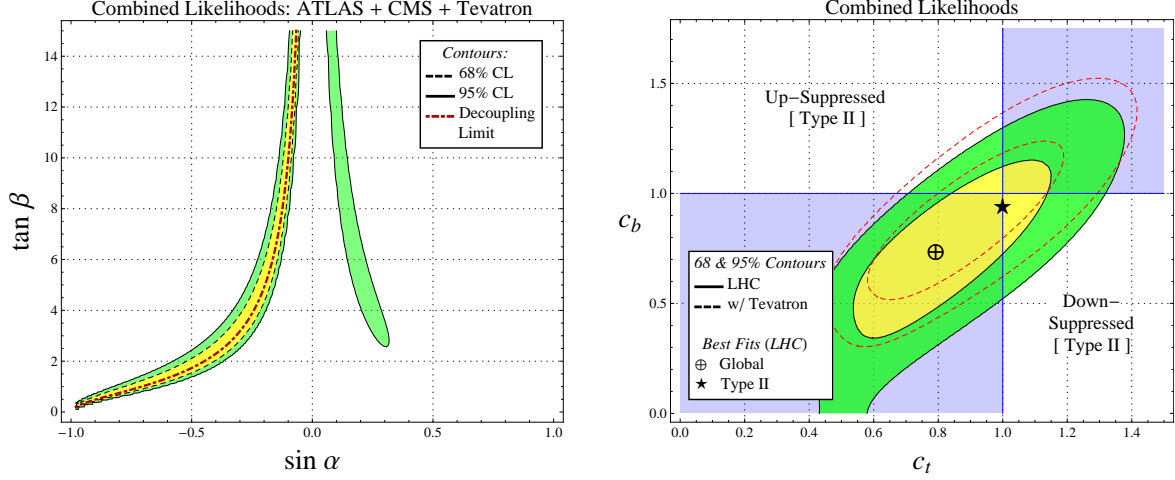 Combined Likelihoods: ATLAS + CMS + Tevatron
tan β
14
12
10
8
6
4
2
0
Contours:
68% CL
95% CL
Decoupling
Limit
−1.0
−0.5
0.0
0.5
1.0
sin α
Combined Likelihoods
c_b
1.5
1.0
0.5
0.0
Up−Suppressed
[ Type II ]
68 & 95% Contours
LHC
w/ Tevatron
Best Fits (LHC)
⊕ Global
★ Type II
Down−
Suppressed
[ Type II ]
0.0
0.2
0.4
0.6
0.8
1.0
1.2
1.4
c_t